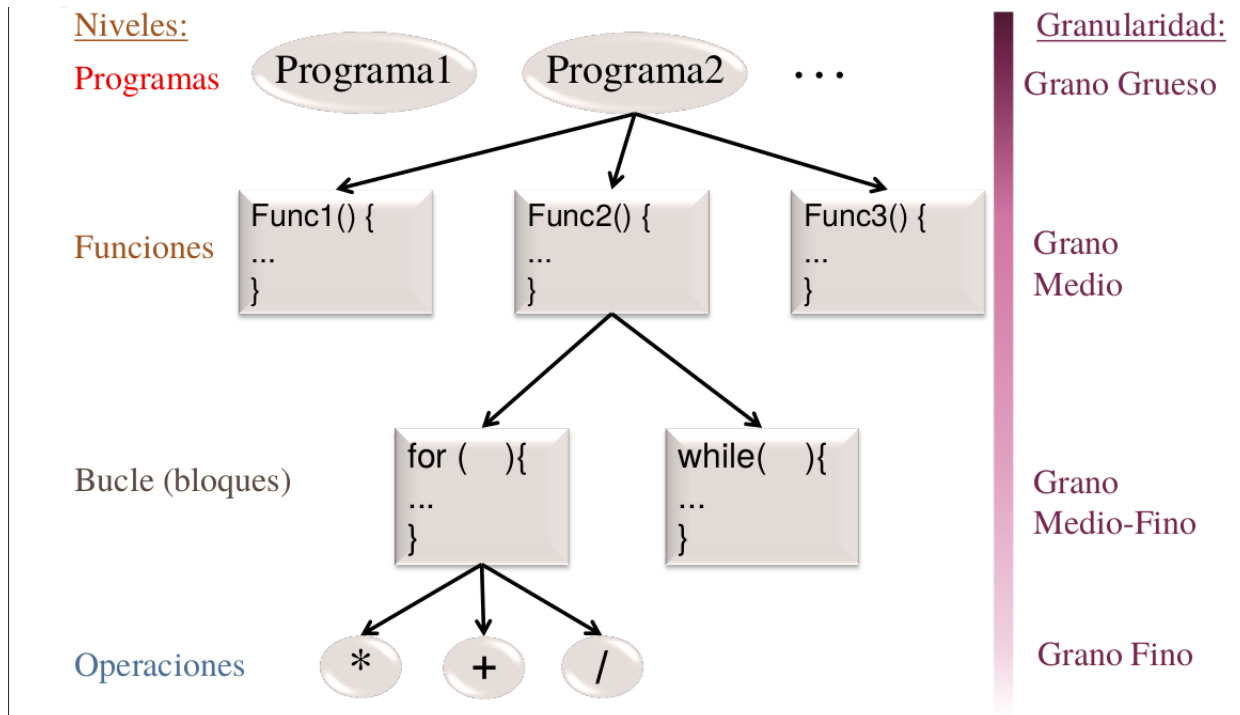 Niveles:
Granularidad:
Programas
Programa1
Programa2
...
Grano Grueso
Funciones
Func1() {
...
}
Func2() {
...
}
Func3() {
...
}
Grano
Medio
Bucle (bloques)
for (    ){
...
}
while(    ){
...
}
Grano
Medio-Fino
Operaciones
*
+
/
Grano Fino